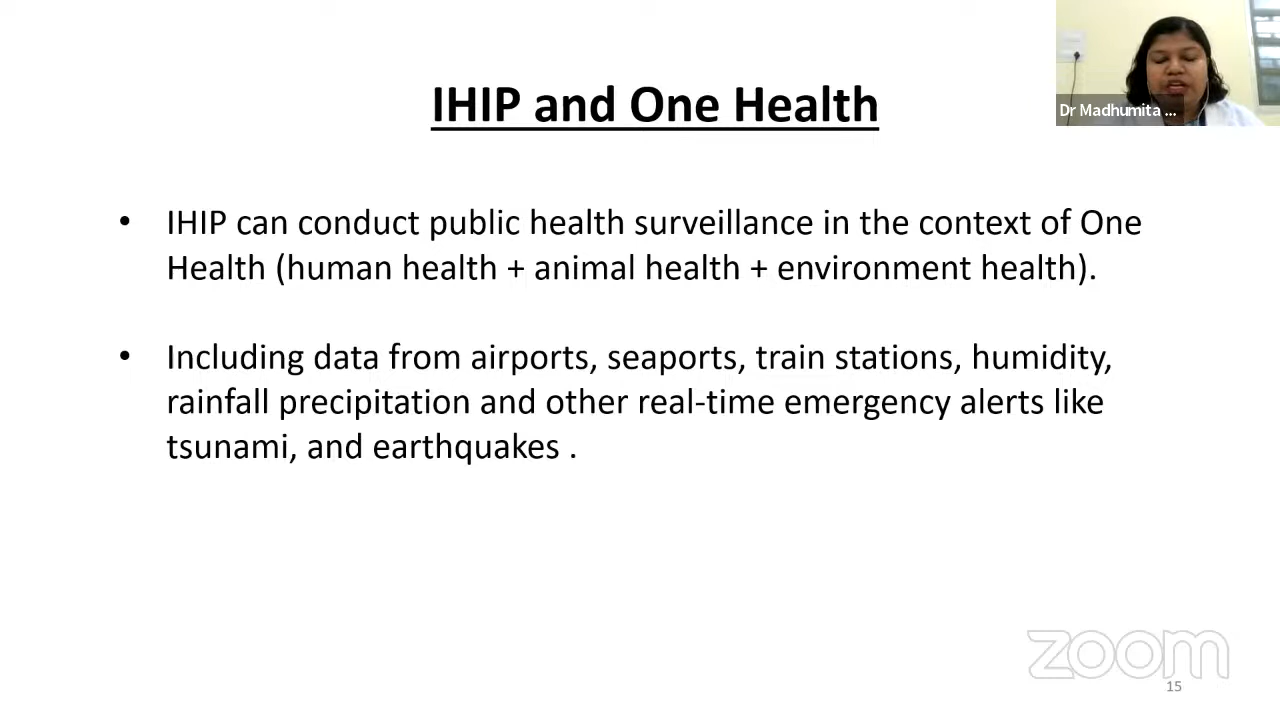 IHIP and One Health
Dr Madhumita ...
• IHIP can conduct public health surveillance in the context of One
Health (human health + animal health + environment health).
• Including data from airports, seaports, train stations, humidity,
rainfall precipitation and other real-time emergency alerts like
tsunami, and earthquakes .
zoom
15